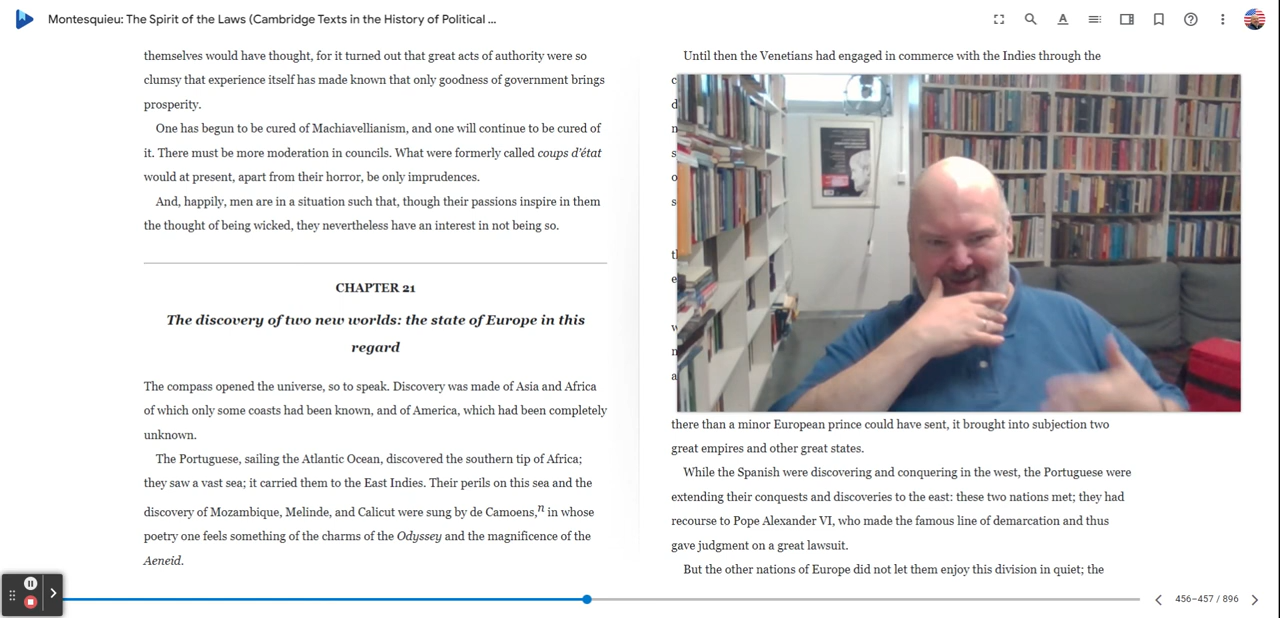 Montesquieu: The Spirit of the Laws (Cambridge Texts in the History of Political ...
themselves would have thought, for it turned out that great acts of authority were so
clumsy that experience itself has made known that only goodness of government brings
prosperity.
One has begun to be cured of Machiavellianism, and one will continue to be cured of
it. There must be more moderation in councils. What were formerly called coups d'état
would at present, apart from their horror, be only imprudences.
And, happily, men are in a situation such that, though their passions inspire in them
the thought of being wicked, they nevertheless have an interest in not being so.
CHAPTER 21
The discovery of two new worlds: the state of Europe in this
regard
The compass opened the universe, so to speak. Discovery was made of Asia and Africa
of which only some coasts had been known, and of America, which had been completely
unknown.
The Portuguese, sailing the Atlantic Ocean, discovered the southern tip of Africa;
they saw a vast sea; it carried them to the East Indies. Their perils on this sea and the
discovery of Mozambique, Melinde, and Calicut were sung by de Camoens,n in whose
poetry one feels something of the charms of the Odyssey and the magnificence of the
Aeneid.
Until then the Venetians had engaged in commerce with the Indies through the
there than a minor European prince could have sent, it brought into subjection two
great empires and other great states.
While the Spanish were discovering and conquering in the west, the Portuguese were
extending their conquests and discoveries to the east: these two nations met; they had
recourse to Pope Alexander VI, who made the famous line of demarcation and thus
gave judgment on a great lawsuit.
But the other nations of Europe did not let them enjoy this division in quiet; the
456-457 / 896